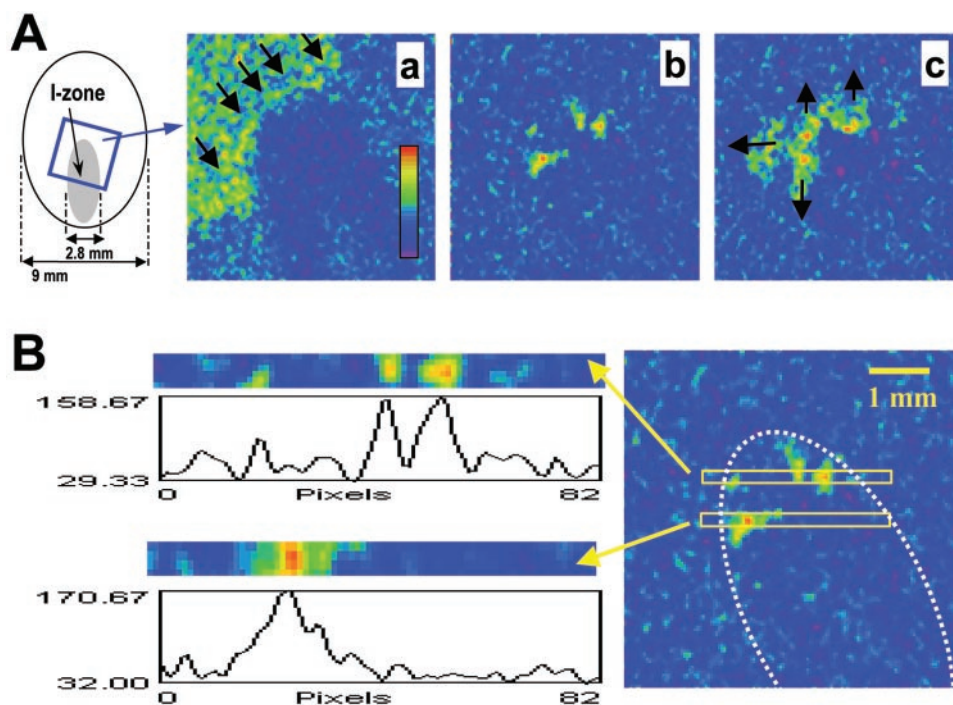 A
I-zone
2.8 mm
9 mm
a
b
c
B
158.67
29.33
0
Pixels
82
170.67
32.00
0
Pixels
82
1 mm